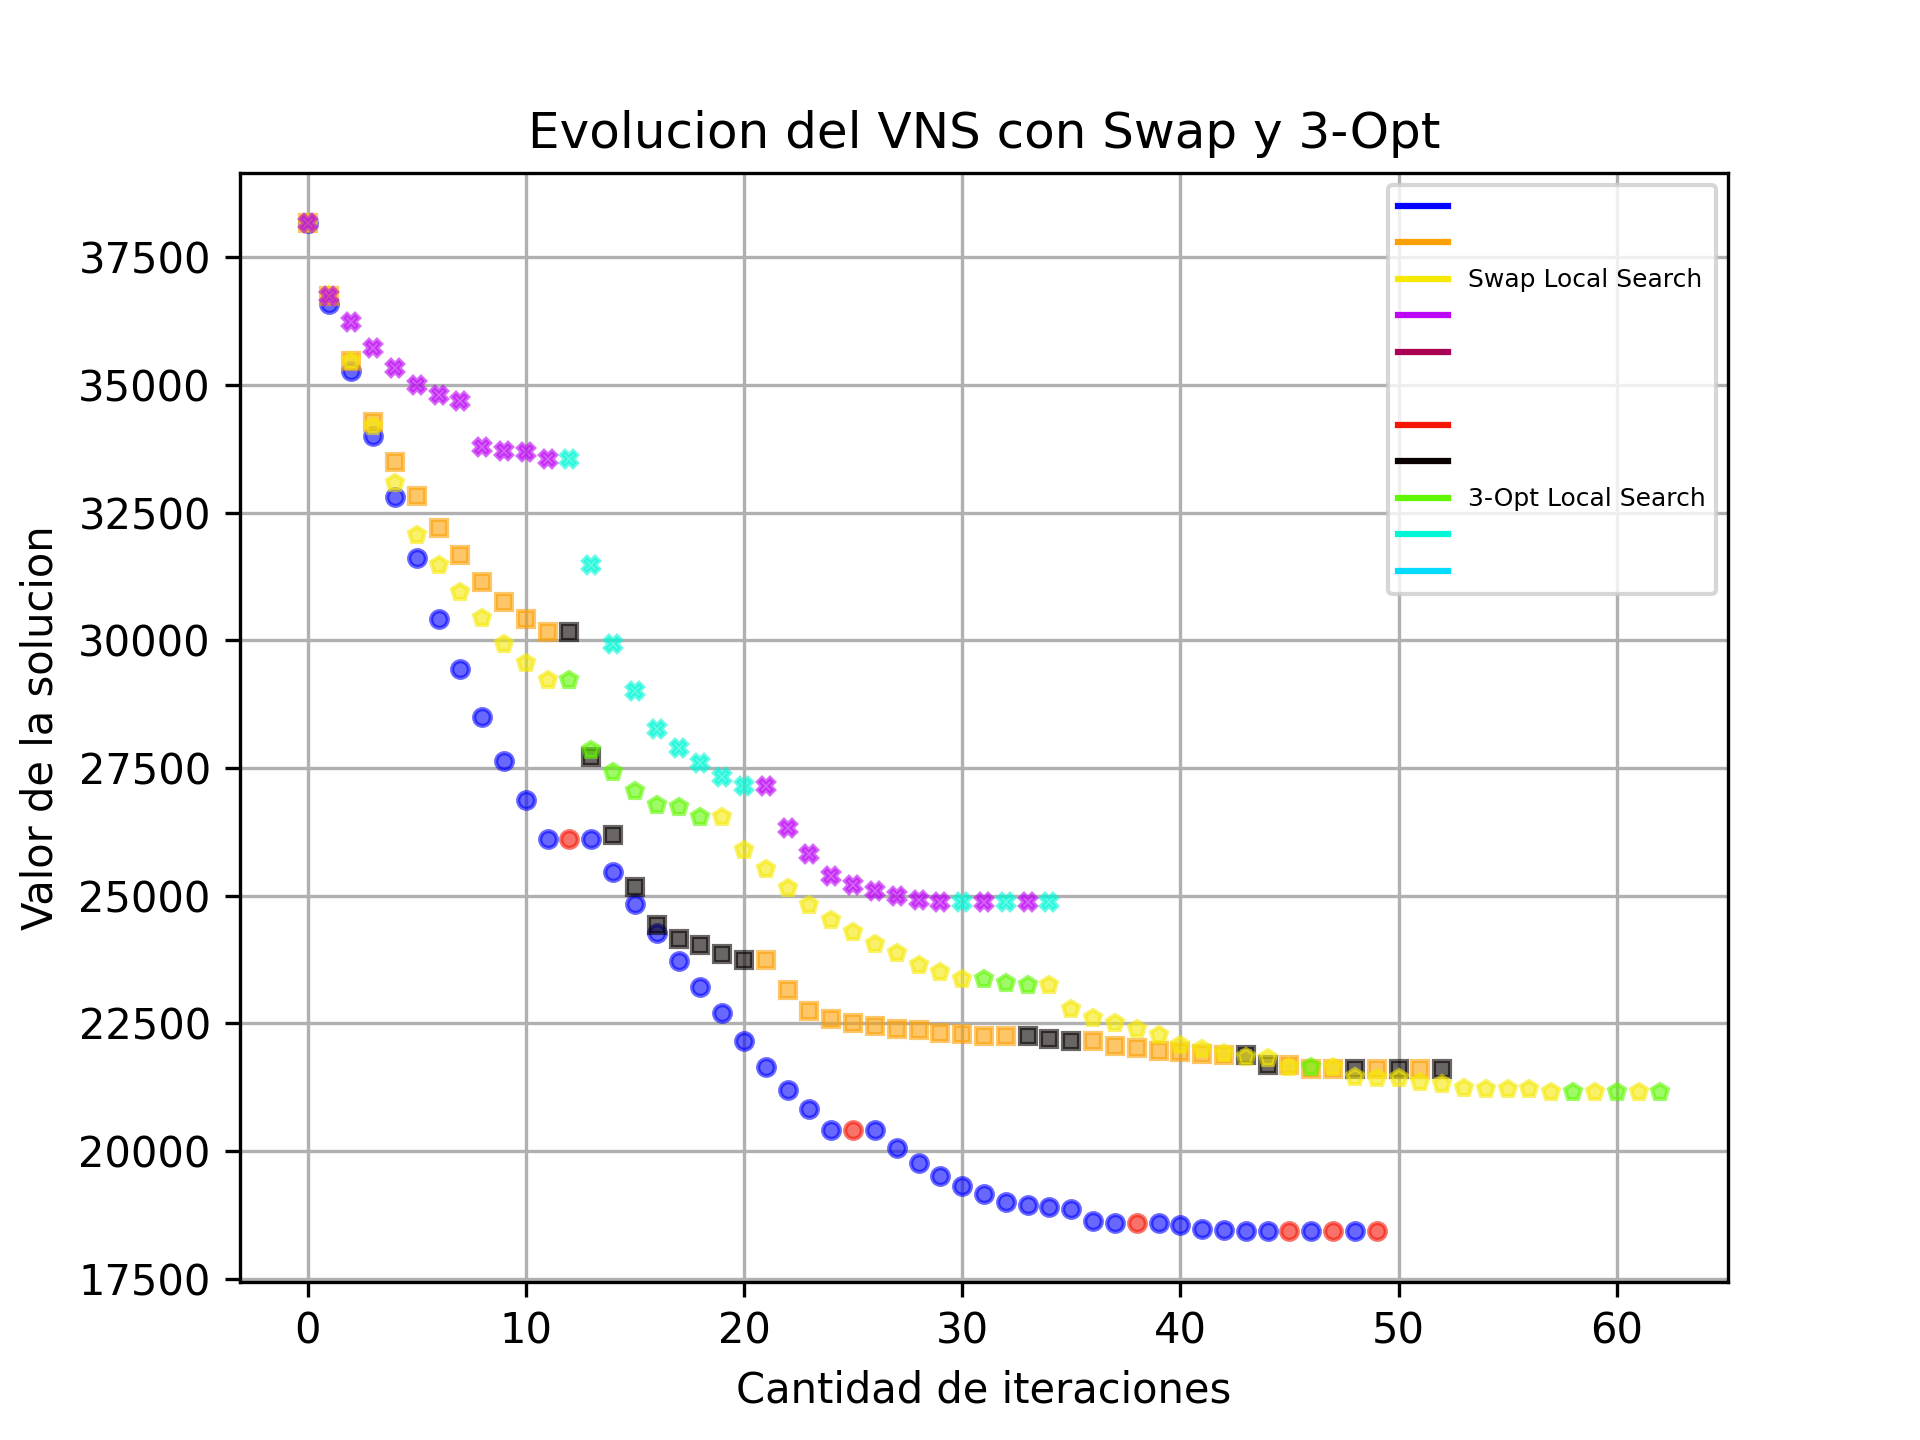 Evolucion del VNS con Swap y 3-Opt
Valor de la solucion
37500
35000
32500
30000
27500
25000
22500
20000
17500
Swap Local Search
3-Opt Local Search
0 10 20 30 40 50 60
Cantidad de iteraciones